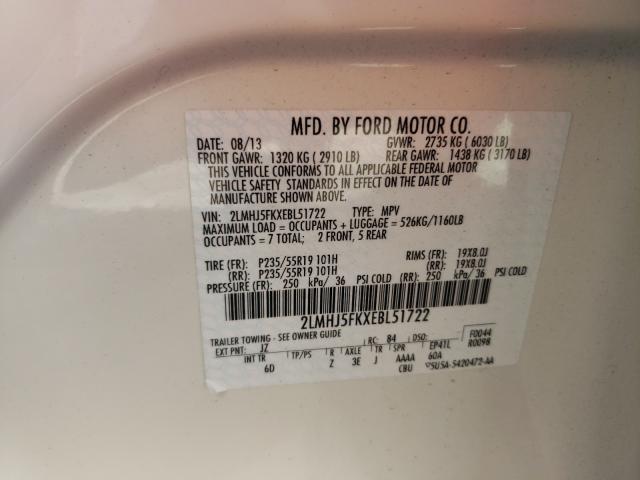 MFD. BY FORD MOTOR CO.
DATE: 08/13 GVWR: 2735 KG (6030 LB)
FRONT GAWR: 1320 KG (2910 LB) REAR GAWR: 1438 KG (3170 LB)
THIS VEHICLE CONFORMS TO ALL APPLICABLE FEDERAL MOTOR
VEHICLE SAFETY STANDARDS IN EFFECT ON THE DATE OF
MANUFACTURE SHOWN ABOVE.
VIN: 2LMHJ5FKXEBL51722 TYPE: MPV
MAXIMUM LOAD = OCCUPANTS + LUGGAGE = 526KG/1160LB
OCCUPANTS = 7 TOTAL; 2 FRONT, 5 REAR
TIRE (FR): P235/55R19 101H RIMS (FR): 19X8.0J
(RR): P235/55R19 101H (RR): 19X8.0J
PRESSURE (FR): 250 kPa/ 36 PSI COLD (RR): 250 kPa/ 36 PSI COLD
2LMHJ5FKXEBL51722
TRAILER TOWING - SEE OWNER GUIDE
EXT PNT: JZ RC: 84 DSO: F0044
R0098
INT TR TP/PS R AXLE TR SPR EP4TL
6D Z 3E J AAAA 60A
CBU 5U5A-5420472-AA